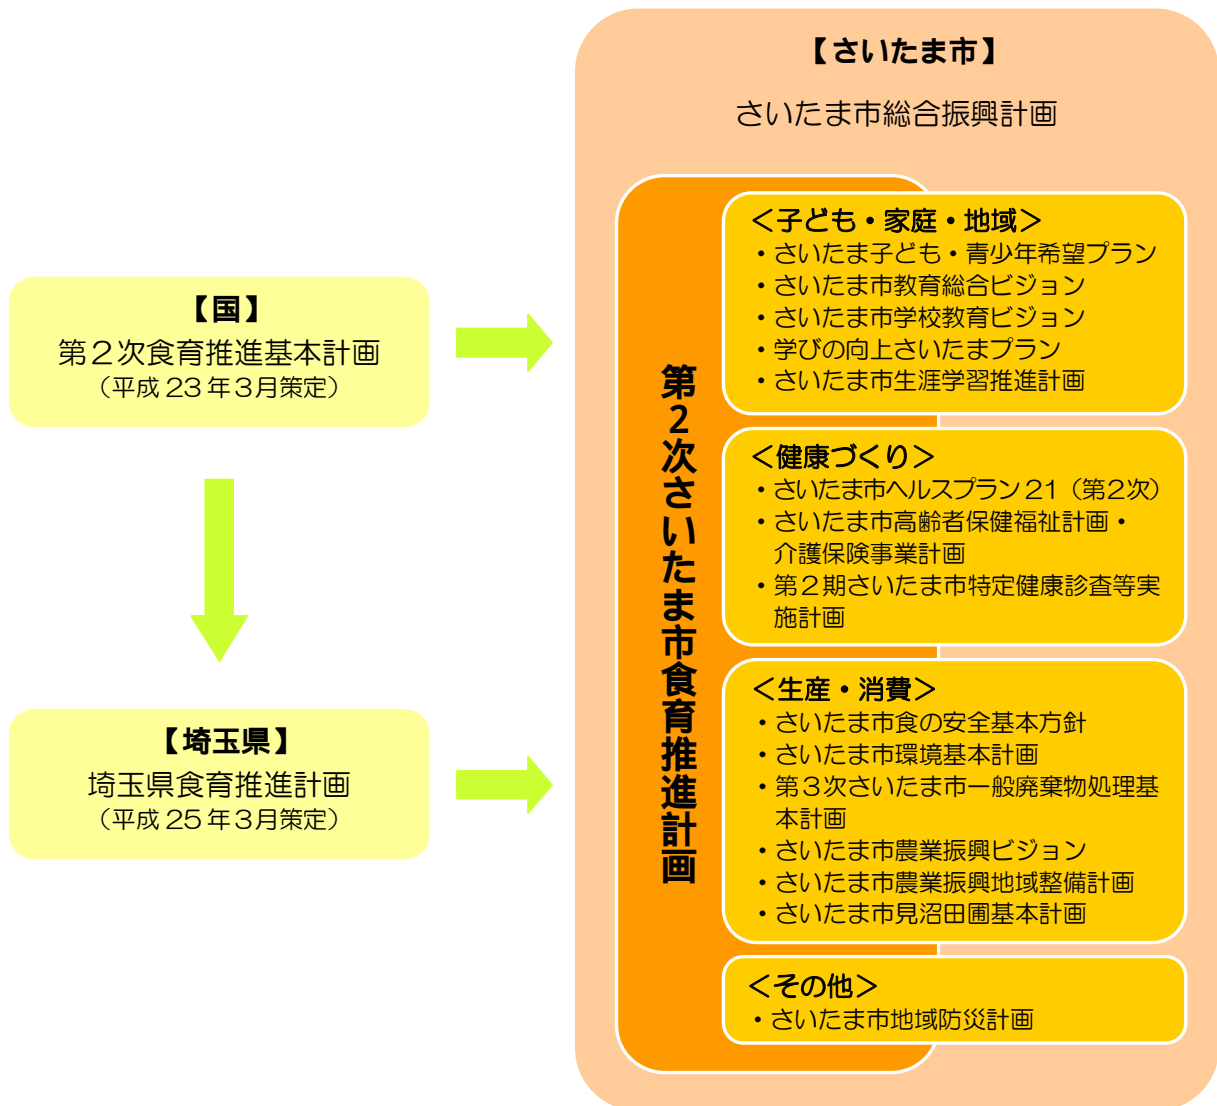 【国】
第２次食育推進基本計画
（平成 23 年３月策定）
【埼玉県】
埼玉県食育推進計画
（平成 25 年３月策定）
【さいたま市】
さいたま市総合振興計画
第２次さいたま市食育推進計画
＜子ども・家庭・地域＞
・さいたま子ども・青少年希望プラン
・さいたま市教育総合ビジョン
・さいたま市学校教育ビジョン
・学びの向上さいたまプラン
・さいたま市生涯学習推進計画
＜健康づくり＞
・さいたま市ヘルスプラン 21（第２次）
・さいたま市高齢者保健福祉計画・
介護保険事業計画
・第２期さいたま市特定健康診査等実
施計画
＜生産・消費＞
・さいたま市食の安全基本方針
・さいたま市環境基本計画
・第３次さいたま市一般廃棄物処理基
本計画
・さいたま市農業振興ビジョン
・さいたま市農業振興地域整備計画
・さいたま市見沼田圃基本計画
＜その他＞
・さいたま市地域防災計画